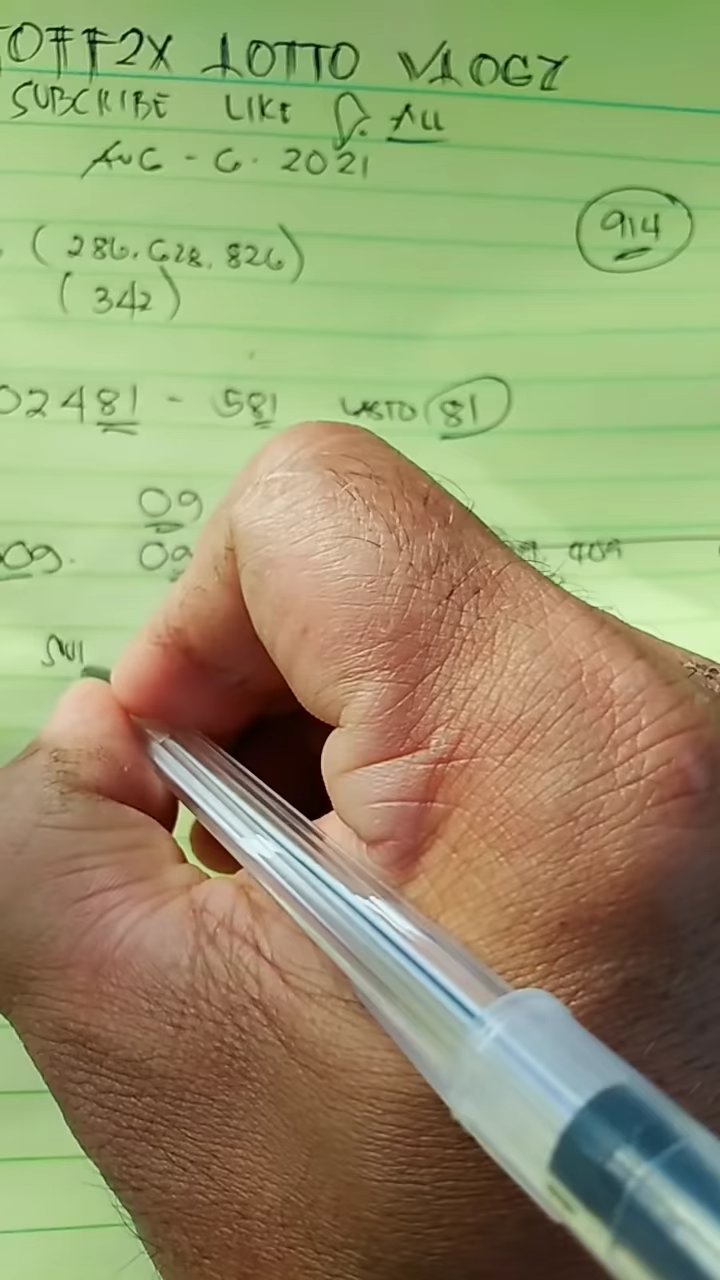 TOFF2X LOTTO VLOGZ
SUBCRIBE LIKE & ALL
AUG - 6. 2021
914
. (286. 628. 826)
(342)
02481 - 581 LASTO 81
09
09. 09 409